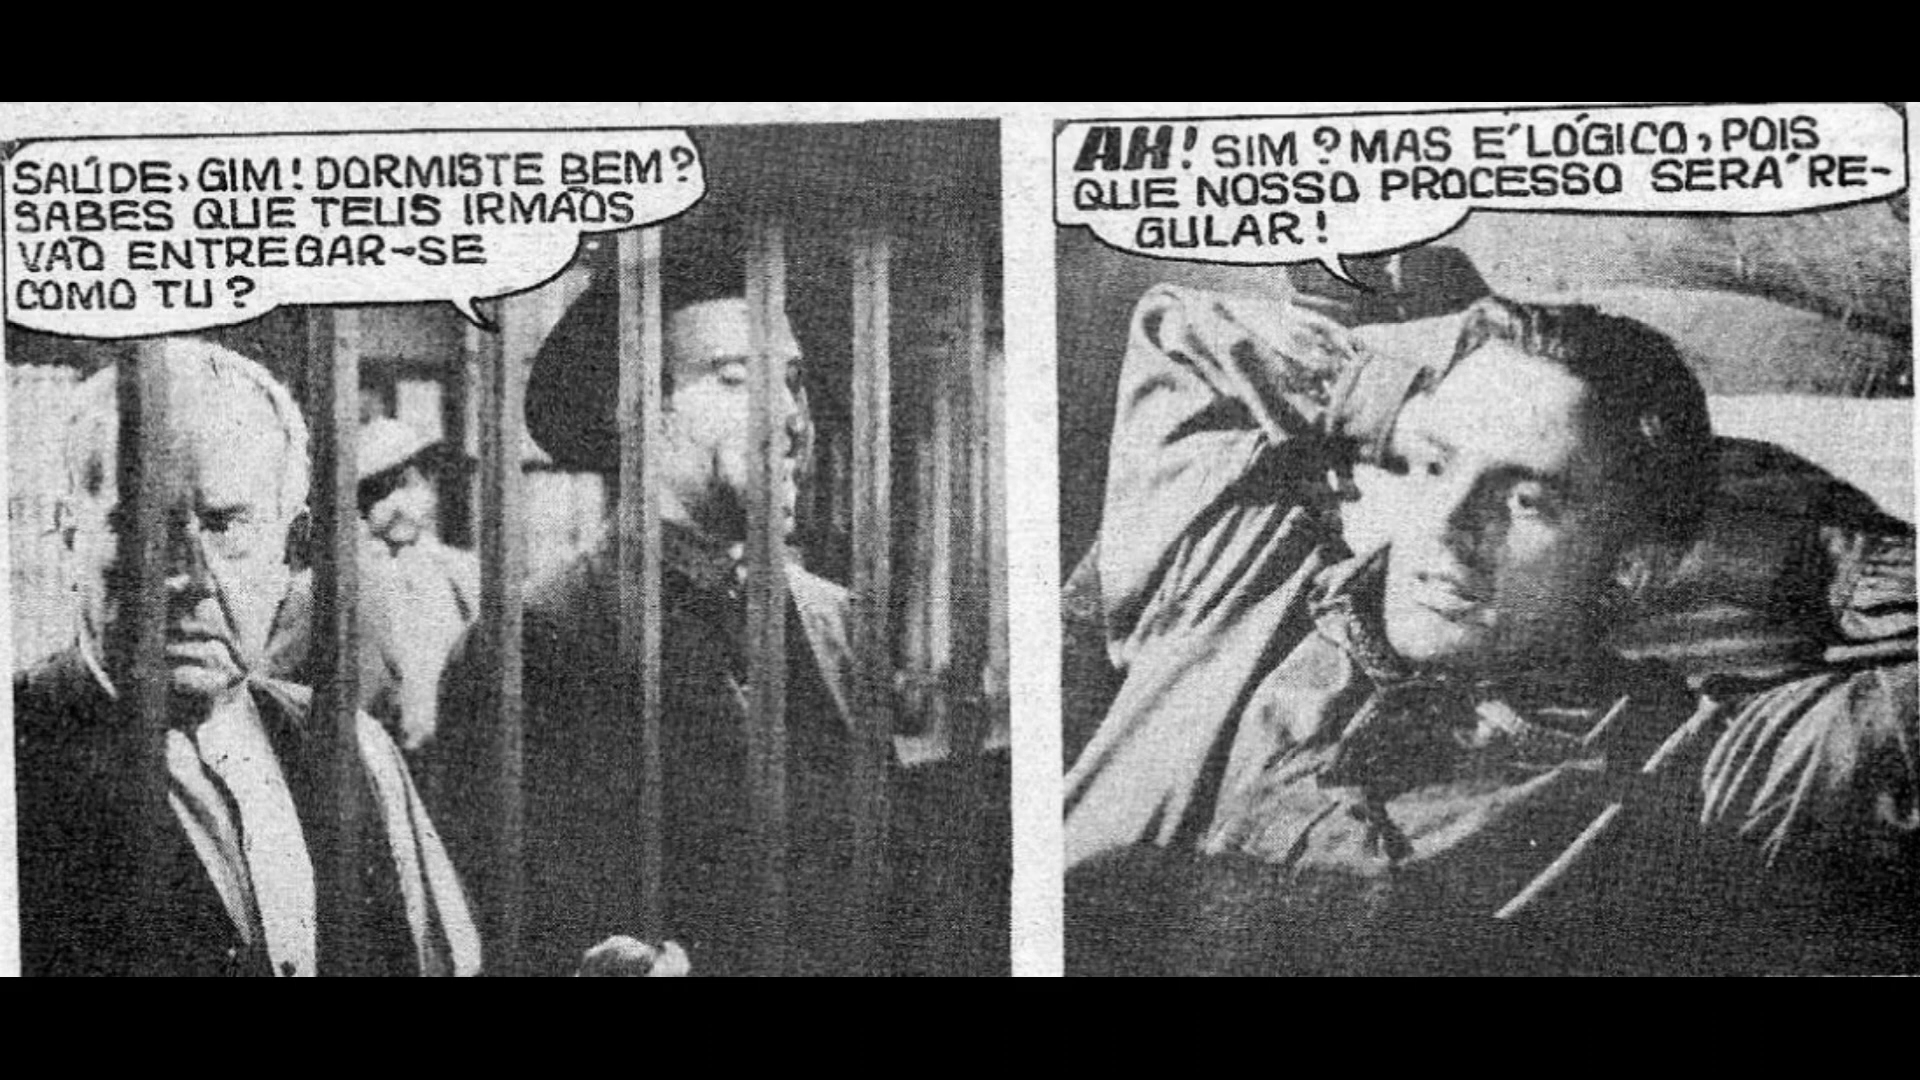 SAÚDE, GIM! DORMISTE BEM?
SABES QUE TEUS IRMÃOS
VÃO ENTREGAR-SE
COMO TU?
AH! SIM? MAS É LÓGICO, POIS
QUE NOSSO PROCESSO SERÁ RE-
GULAR!